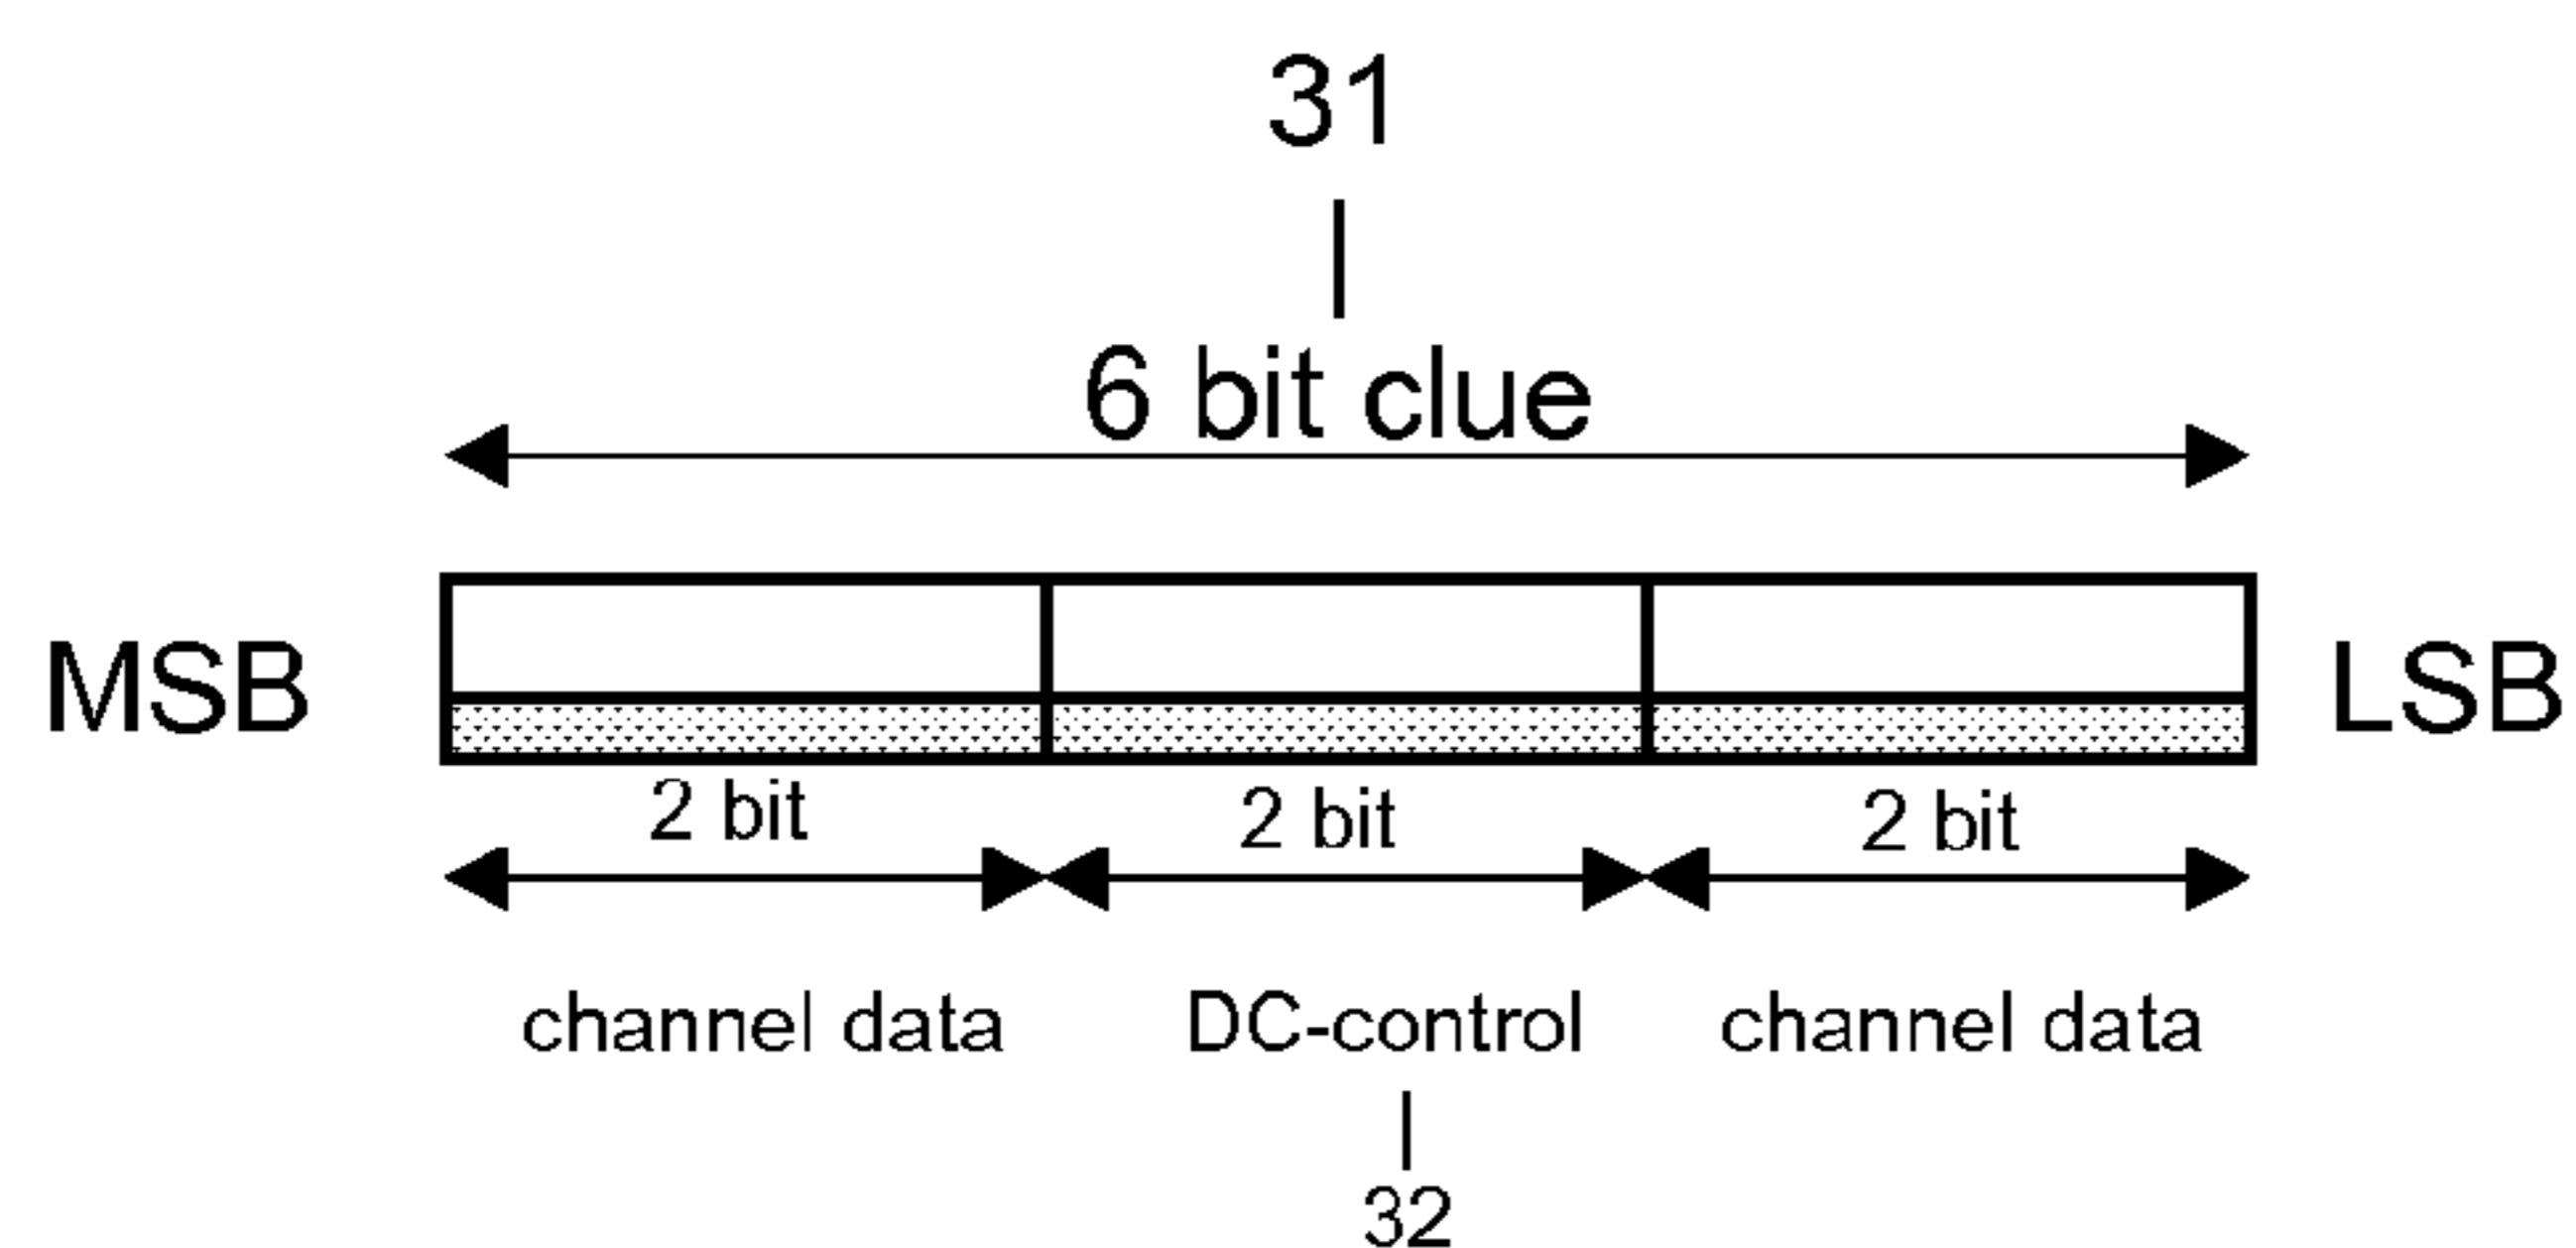 31
6 bit clue
MSB
LSB
2 bit 2 bit 2 bit
channel data DC-control channel data
32